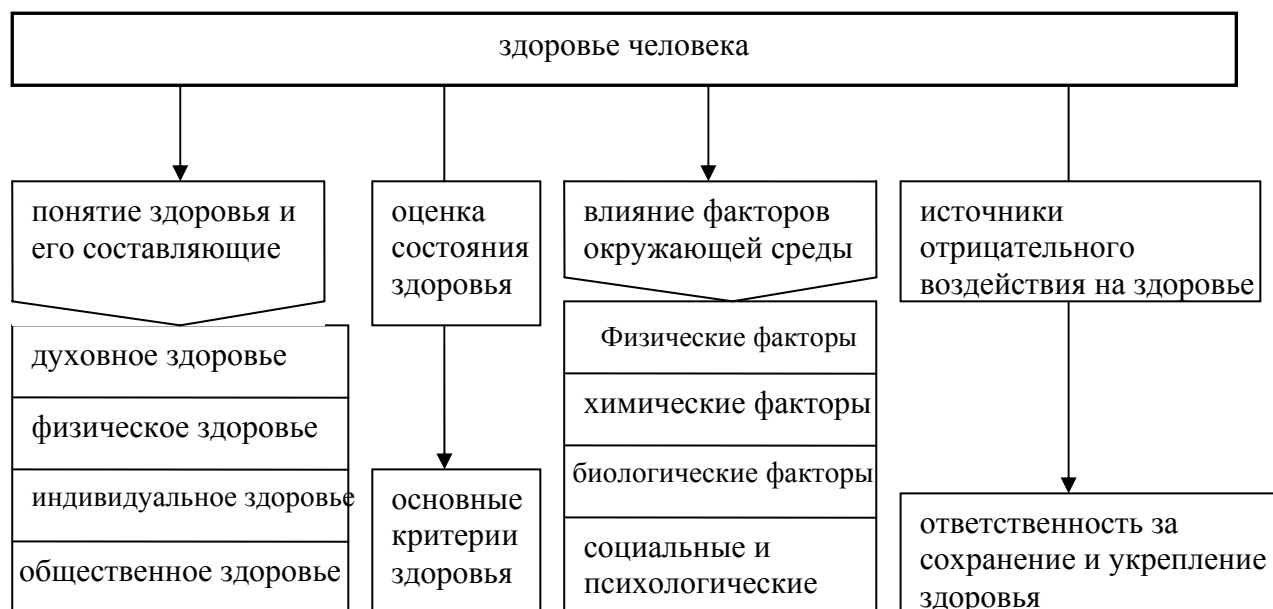 здоровье человека
понятие здоровья и
его составляющие
оценка
состояния
здоровья
влияние факторов
окружающей среды
источники
отрицательного
воздействия на здоровье
духовное здоровье
физическое здоровье
индивидуальное здоровье
общественное здоровье
основные
критерии
здоровья
Физические факторы
химические факторы
биологические факторы
социальные и
психологические
ответственность за
сохранение и укрепление
здоровья